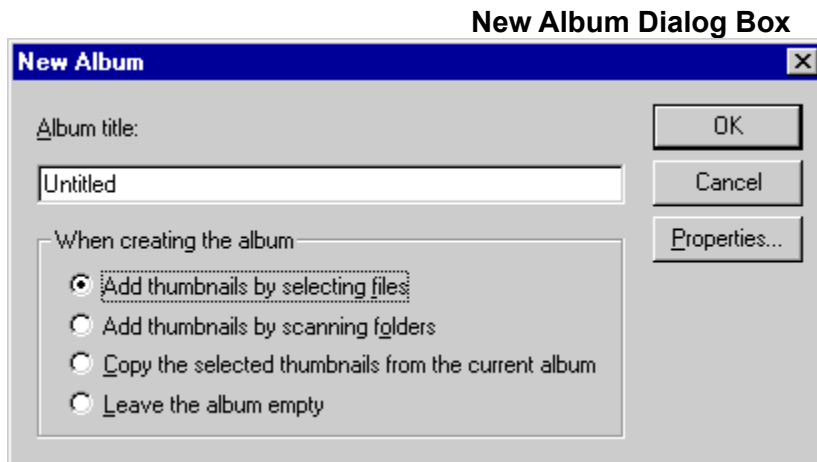 New Album Dialog Box
New Album
Album title:
OK
Untitled
Cancel
When creating the album
Properties...
Add thumbnails by selecting files
Add thumbnails by scanning folders
Copy the selected thumbnails from the current album
Leave the album empty